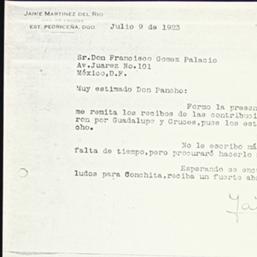 JAIME MARTINEZ DEL RIO
EST. PEDRICEÑA, DGO.
Julio 9 de 1923
Sr.Don Francisco Gomez Palacio
Av.Juarez No.101
México,D.F.
Muy estimado Don Pancho:
Formo la presen
me remita los recibos de las contribuci
ron por Guadalupe y Cruces,pues los est
cho.
No le escribo má
falta de tiempo,pero procuraré hacerlo
Esperando se enc
ludos para Conchita,reciba un fuerte ab